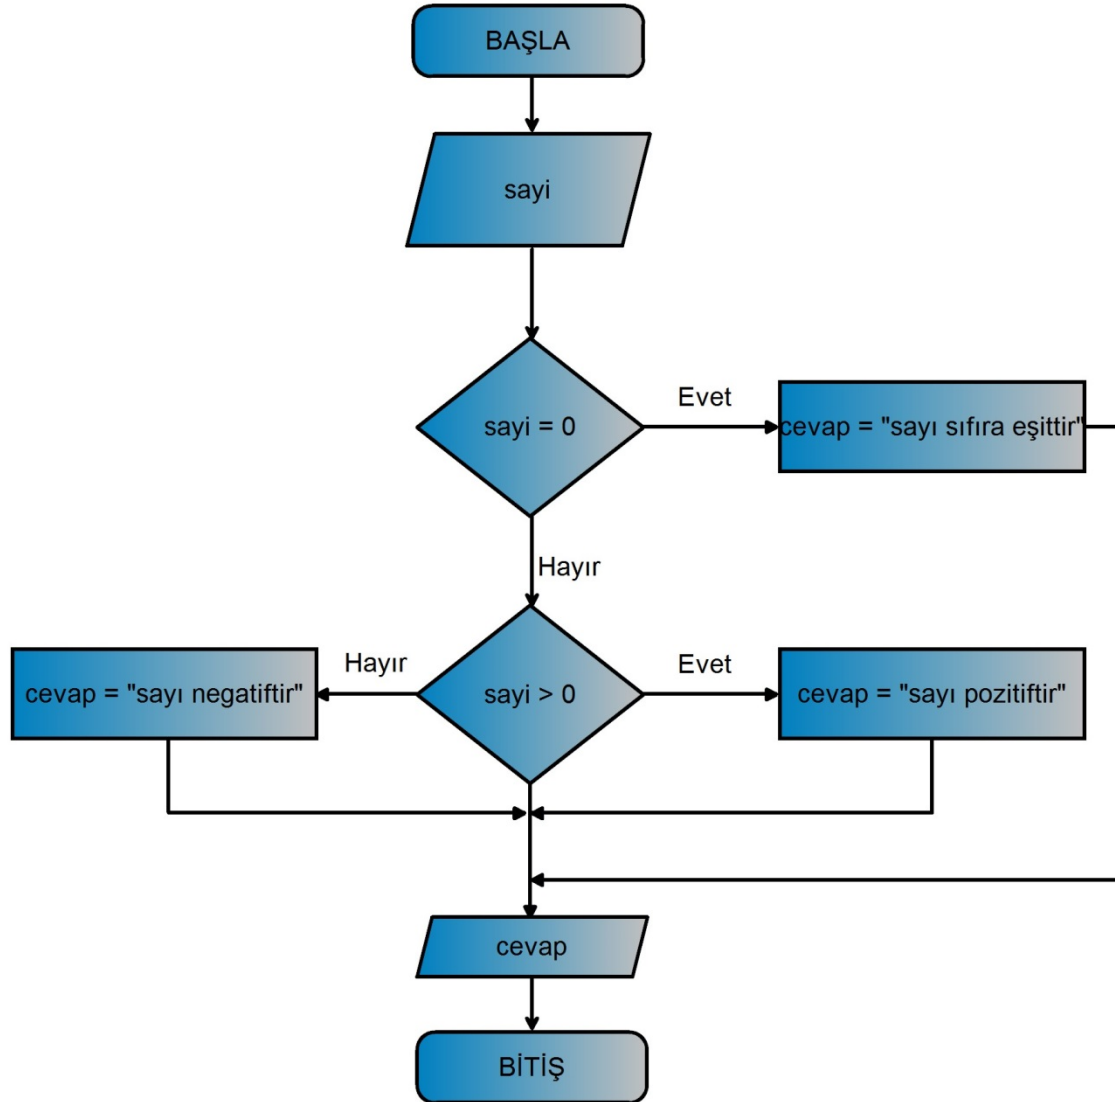 BAŞLA
sayi
sayi = 0
Evet
cevap = "sayı sıfıra eşittir"
Hayır
Hayır
sayi > 0
Evet
cevap = "sayı negatiftir"
cevap = "sayı pozitiftir"
cevap
BİTİŞ